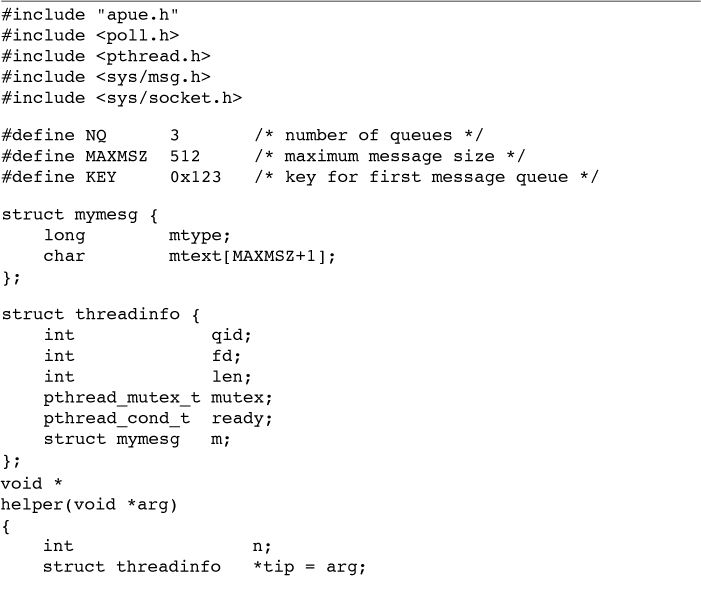 #include "apue.h"
#include <poll.h>
#include <pthread.h>
#include <sys/msg.h>
#include <sys/socket.h>
#define NQ      3       /* number of queues */
#define MAXMSZ  512     /* maximum message size */
#define KEY     0x123   /* key for first message queue */
struct mymesg {
    long        mtype;
    char        mtext[MAXMSZ+1];
};
struct threadinfo {
    int             qid;
    int             fd;
    int             len;
    pthread_mutex_t mutex;
    pthread_cond_t  ready;
    struct mymesg   m;
};
void *
helper(void *arg)
{
    int                 n;
    struct threadinfo   *tip = arg;